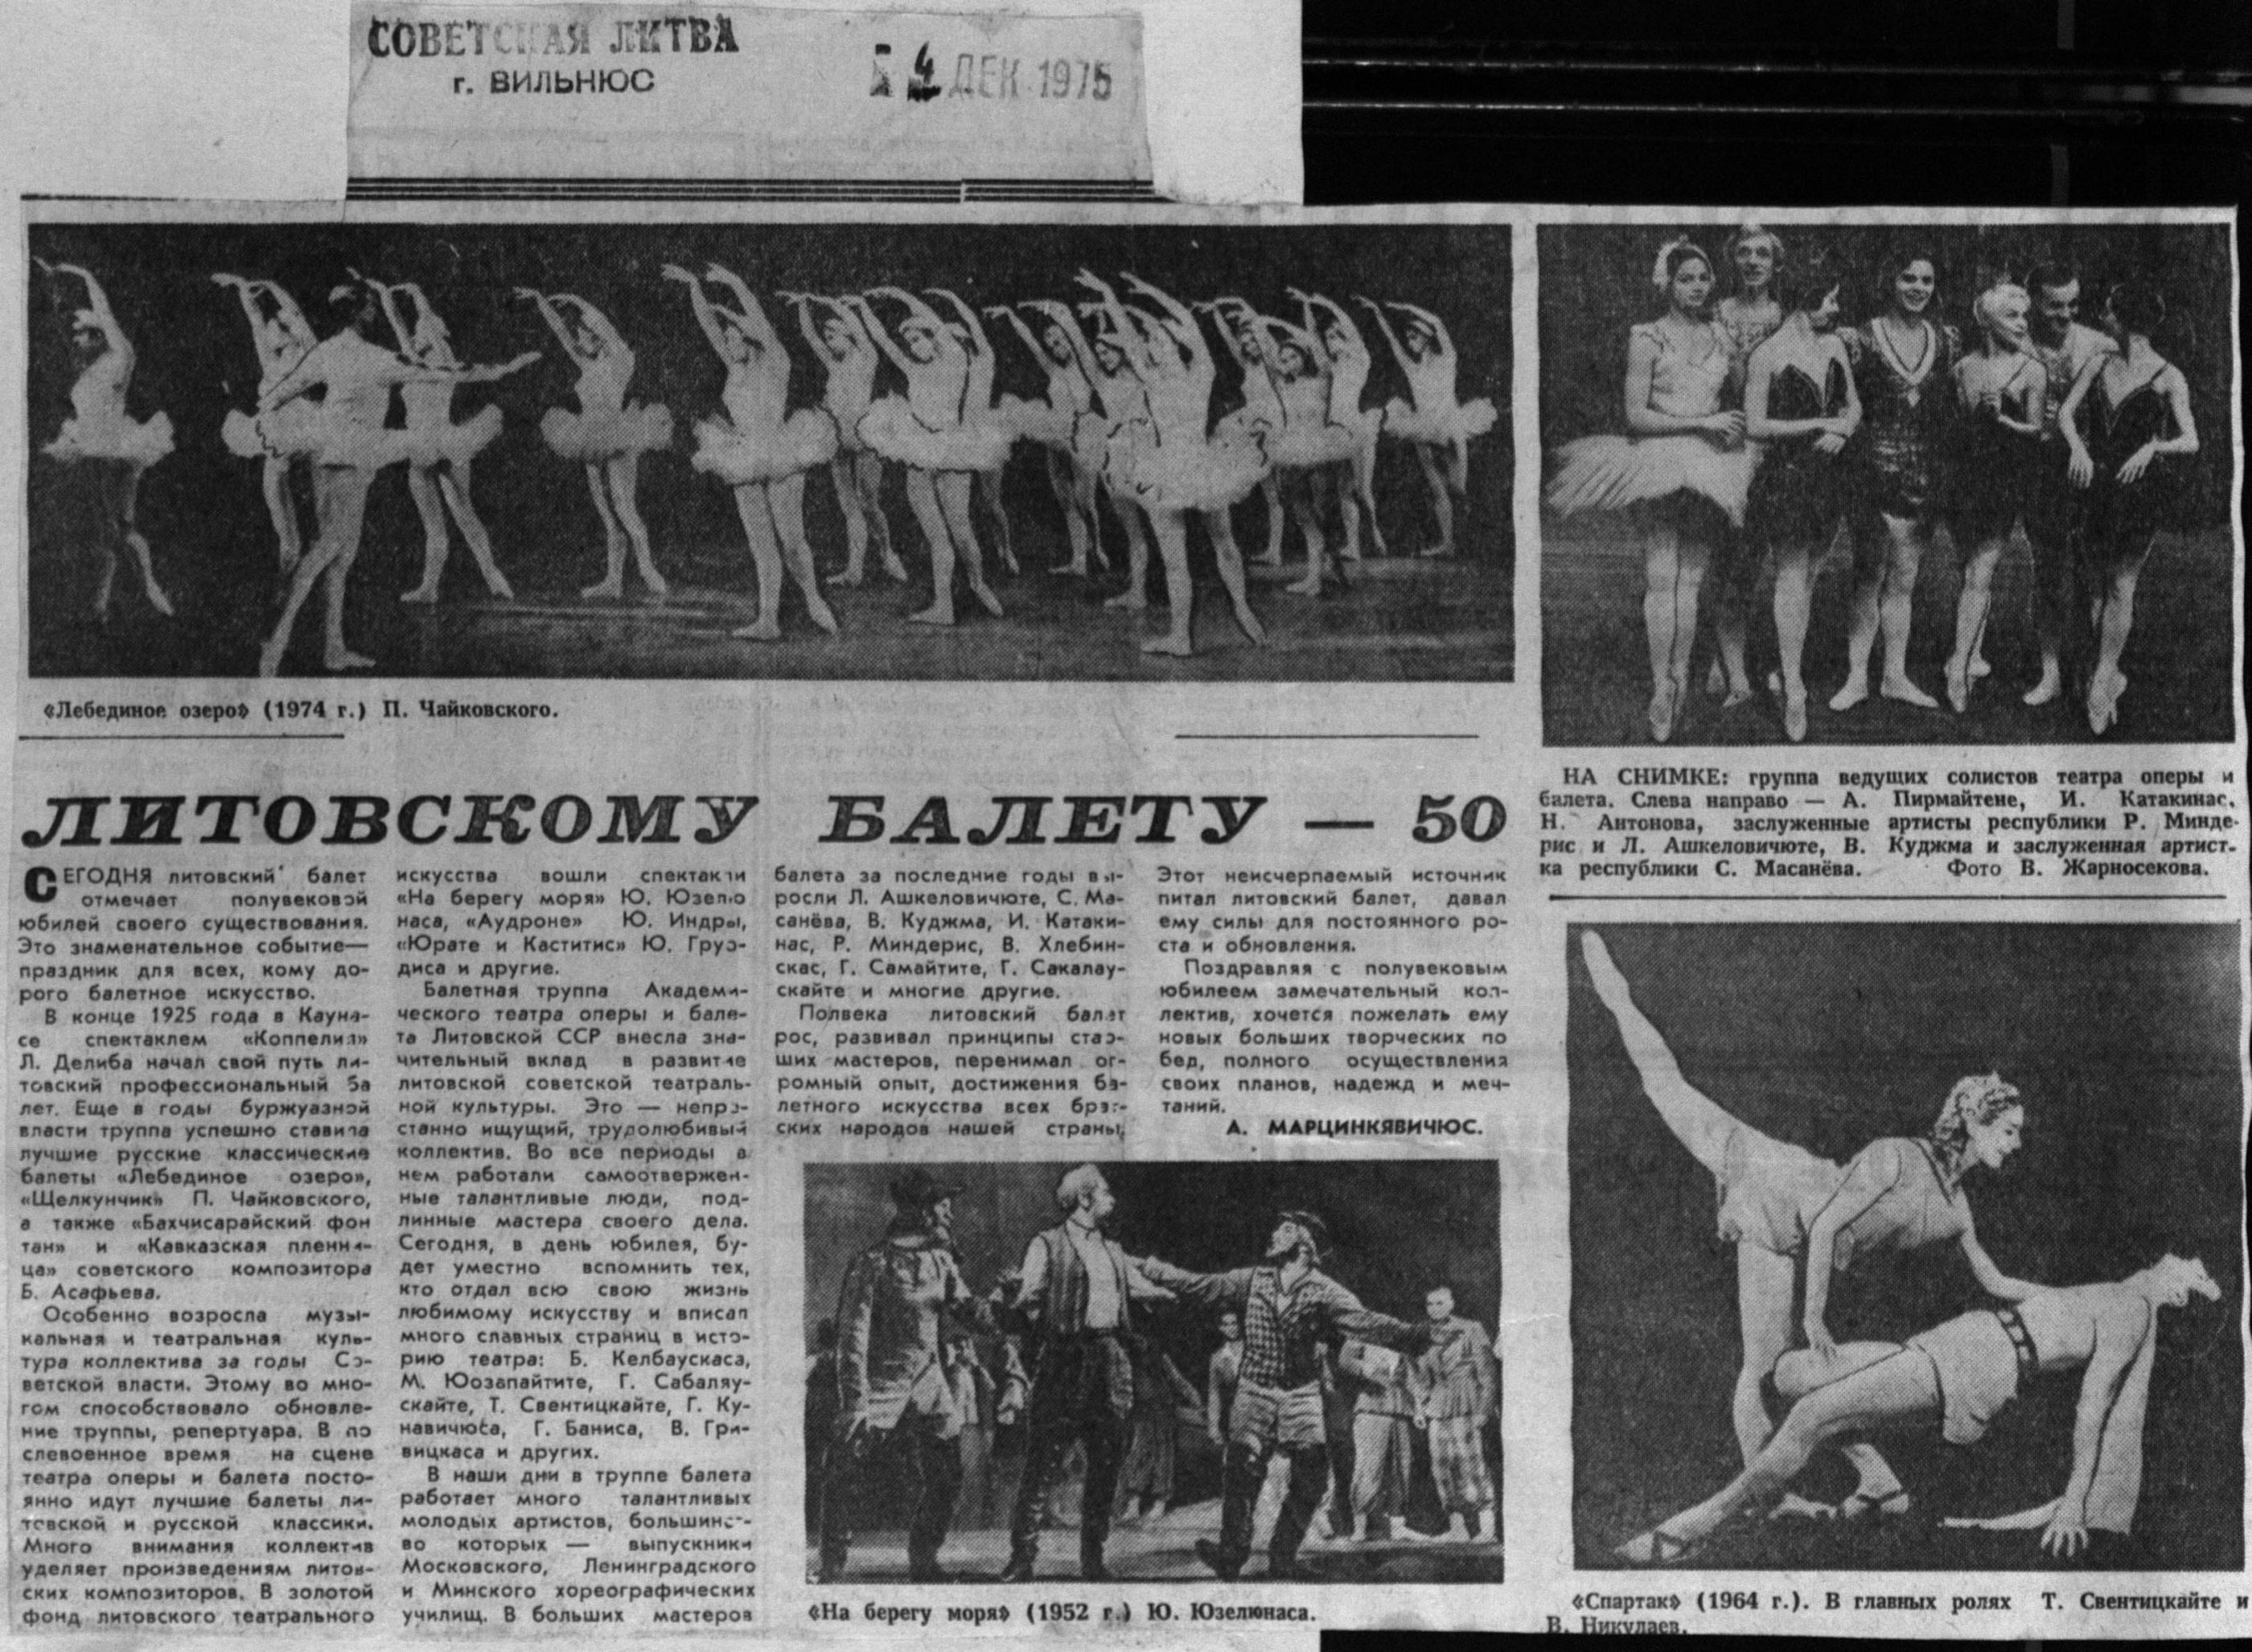 СОВЕТСКАЯ ЛИТВА
г. ВИЛЬНЮС
4 ДЕК 1975
«Лебединое озеро» (1974 г.) П. Чайковского.
НА СНИМКЕ: группа ведущих солистов театра оперы и
балета. Слева направо — А. Пирмайтене, И. Катакинас,
Н. Антонова, заслуженные артисты республики Р. Минде-
рис и Л. Ашкеловичюте, В. Куджма и заслуженная артист-
ка республики С. Масанёва. Фото В. Жарносекова.
ЛИТОВСКОМУ БАЛЕТУ — 50
СЕГОДНЯ литовский балет
отмечает полувековой
юбилей своего существования.
Это знаменательное событие—
праздник для всех, кому до-
рого балетное искусство.
В конце 1925 года в Кауна-
се спектаклем «Коппелия»
Л. Делиба начал свой путь ли-
товский профессиональный ба
лет. Еще в годы буржуазной
власти труппа успешно ставила
лучшие русские классические
балеты «Лебединое озеро»,
«Щелкунчик» П. Чайковского,
а также «Бахчисарайский фон
тан» и «Кавказская пленни-
ца» советского композитора
Б. Асафьева.
Особенно возросла музы-
кальная и театральная куль-
тура коллектива за годы Со-
ветской власти. Этому во мно-
гом способствовало обновле-
ние труппы, репертуара. В по
слевоенное время на сцене
театра оперы и балета посто-
янно идут лучшие балеты ли-
товской и русской классики.
Много внимания коллектив
уделяет произведениям литов-
ских композиторов. В золотой
фонд литовского театрального
искусства вошли спектакли
«На берегу моря» Ю. Юзелю
наса, «Аудроне» Ю. Индры,
«Юрате и Каститис» Ю. Груо-
диса и другие.
Балетная труппа Академи-
ческого театра оперы и бале-
та Литовской ССР внесла зна-
чительный вклад в развитие
литовской советской театраль-
ной культуры. Это — непре-
станно ищущий, трудолюбивый
коллектив. Во все периоды в
нем работали самоотвержен-
ные талантливые люди, под-
линные мастера своего дела.
Сегодня, в день юбилея, бу-
дет уместно вспомнить тех,
кто отдал всю свою жизнь
любимому искусству и вписал
много славных страниц в исто-
рию театра: Б. Келбаускаса,
М. Юозапайтите, Г. Сабаляу-
скайте, Т. Свентицкайте, Г. Ку-
навичюса, Г. Баниса, В. Гри-
вицкаса и других.
В наши дни в труппе балета
работает много талантливых
молодых артистов, большинст-
во которых — выпускники
Московского, Ленинградского
и Минского хореографических
училищ. В больших мастеров
балета за последние годы вы-
росли Л. Ашкеловичюте, С. Ма-
санёва, В. Куджма, И. Катаки-
нас, Р. Миндерис, В. Хлебин-
скас, Г. Самайтите, Г. Сакалау-
скайте и многие другие.
Полвека литовский балет
рос, развивал принципы стар-
ших мастеров, перенимал ог-
ромный опыт, достижения ба-
летного искусства всех брат-
ских народов нашей страны.
Этот неисчерпаемый источник
питал литовский балет, давал
ему силы для постоянного ро-
ста и обновления.
Поздравляя с полувековым
юбилеем замечательный кол-
лектив, хочется пожелать ему
новых больших творческих по
бед, полного осуществления
своих планов, надежд и меч-
таний.
А. МАРЦИНКЯВИЧЮС.
«На берегу моря» (1952 г.) Ю. Юзелюнаса.
«Спартак» (1964 г.). В главных ролях Т. Свентицкайте и
В. Никулаев.